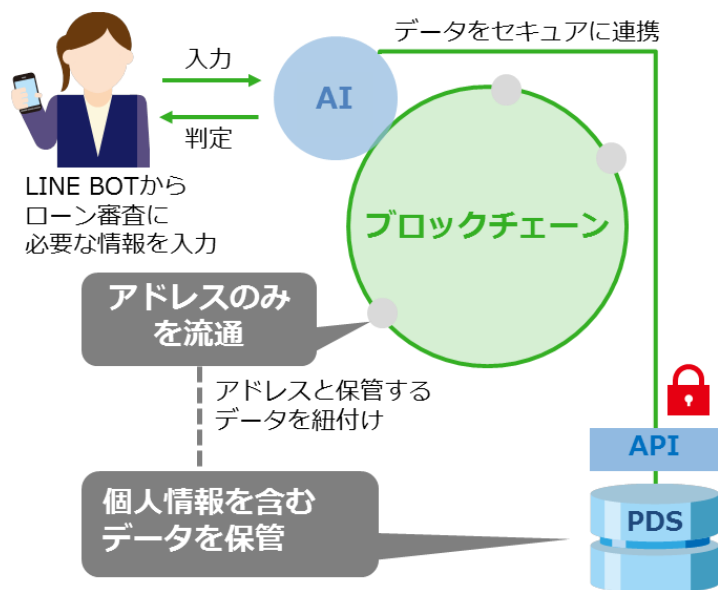 データをセキュアに連携
入力
AI
判定
LINE BOTから
ローン審査に
必要な情報を入力
ブロックチェーン
アドレスのみ
を流通
アドレスと保管する
データを紐付け
API
個人情報を含む
データを保管
PDS